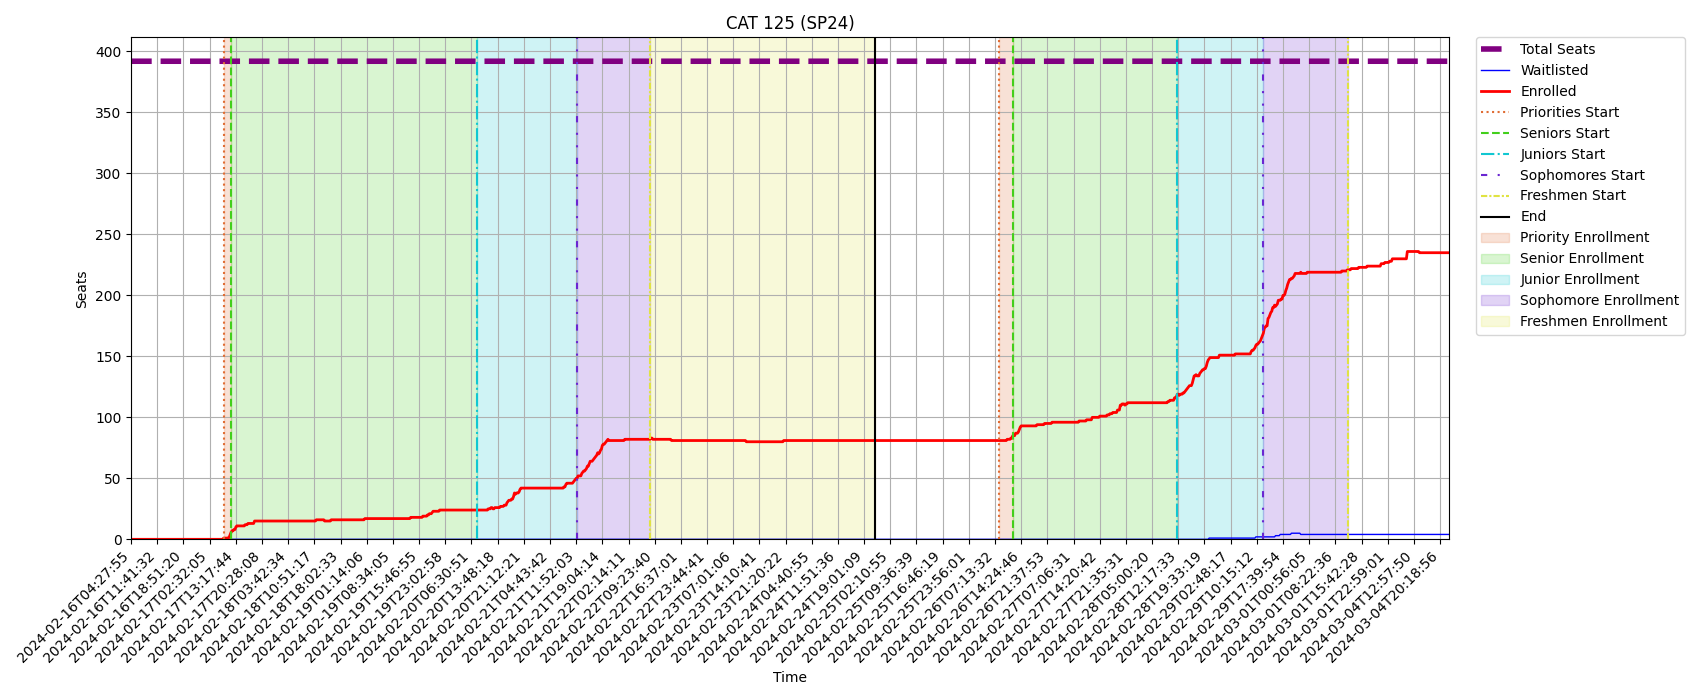 CAT 125 (SP24)
400
350
300
250
200
150
100
50
0
Seats
2024-02-16T04:27:55
2024-02-16T11:41:32
2024-02-16T18:51:20
2024-02-17T02:32:05
2024-02-17T13:17:44
2024-02-17T20:28:08
2024-02-18T03:42:34
2024-02-18T10:51:17
2024-02-18T18:02:33
2024-02-19T01:14:06
2024-02-19T08:34:05
2024-02-19T15:46:55
2024-02-19T23:02:58
2024-02-20T06:30:51
2024-02-20T13:48:18
2024-02-20T21:12:21
2024-02-21T04:43:42
2024-02-21T11:52:03
2024-02-21T19:04:14
2024-02-22T02:14:11
2024-02-22T09:23:40
2024-02-22T16:37:01
2024-02-22T23:44:41
2024-02-23T07:01:06
2024-02-23T14:10:41
2024-02-23T21:20:22
2024-02-24T04:40:55
2024-02-24T11:51:36
2024-02-24T19:01:09
2024-02-25T02:10:55
2024-02-25T09:36:39
2024-02-25T16:46:19
2024-02-25T23:56:01
2024-02-26T07:13:32
2024-02-26T14:24:46
2024-02-26T21:37:53
2024-02-27T07:06:31
2024-02-27T14:20:42
2024-02-27T21:35:31
2024-02-28T05:00:20
2024-02-28T12:17:33
2024-02-28T19:33:19
2024-02-29T02:48:17
2024-02-29T10:15:12
2024-02-29T17:39:54
2024-03-01T00:56:05
2024-03-01T08:22:36
2024-03-01T15:42:28
2024-03-01T22:59:01
2024-03-04T12:57:50
2024-03-04T20:18:56
Time
Total Seats
Waitlisted
Enrolled
Priorities Start
Seniors Start
Juniors Start
Sophomores Start
Freshmen Start
End
Priority Enrollment
Senior Enrollment
Junior Enrollment
Sophomore Enrollment
Freshmen Enrollment